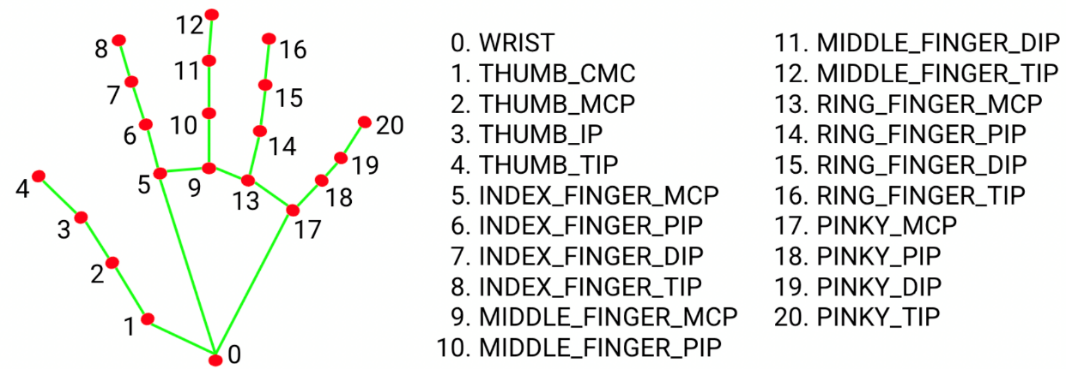 12
8
16
11
7
15
10
6
20
14
19
4
5
9
13
18
3
17
2
1
0
0. WRIST
1. THUMB_CMC
2. THUMB_MCP
3. THUMB_IP
4. THUMB_TIP
5. INDEX_FINGER_MCP
6. INDEX_FINGER_PIP
7. INDEX_FINGER_DIP
8. INDEX_FINGER_TIP
9. MIDDLE_FINGER_MCP
10. MIDDLE_FINGER_PIP
11. MIDDLE_FINGER_DIP
12. MIDDLE_FINGER_TIP
13. RING_FINGER_MCP
14. RING_FINGER_PIP
15. RING_FINGER_DIP
16. RING_FINGER_TIP
17. PINKY_MCP
18. PINKY_PIP
19. PINKY_DIP
20. PINKY_TIP